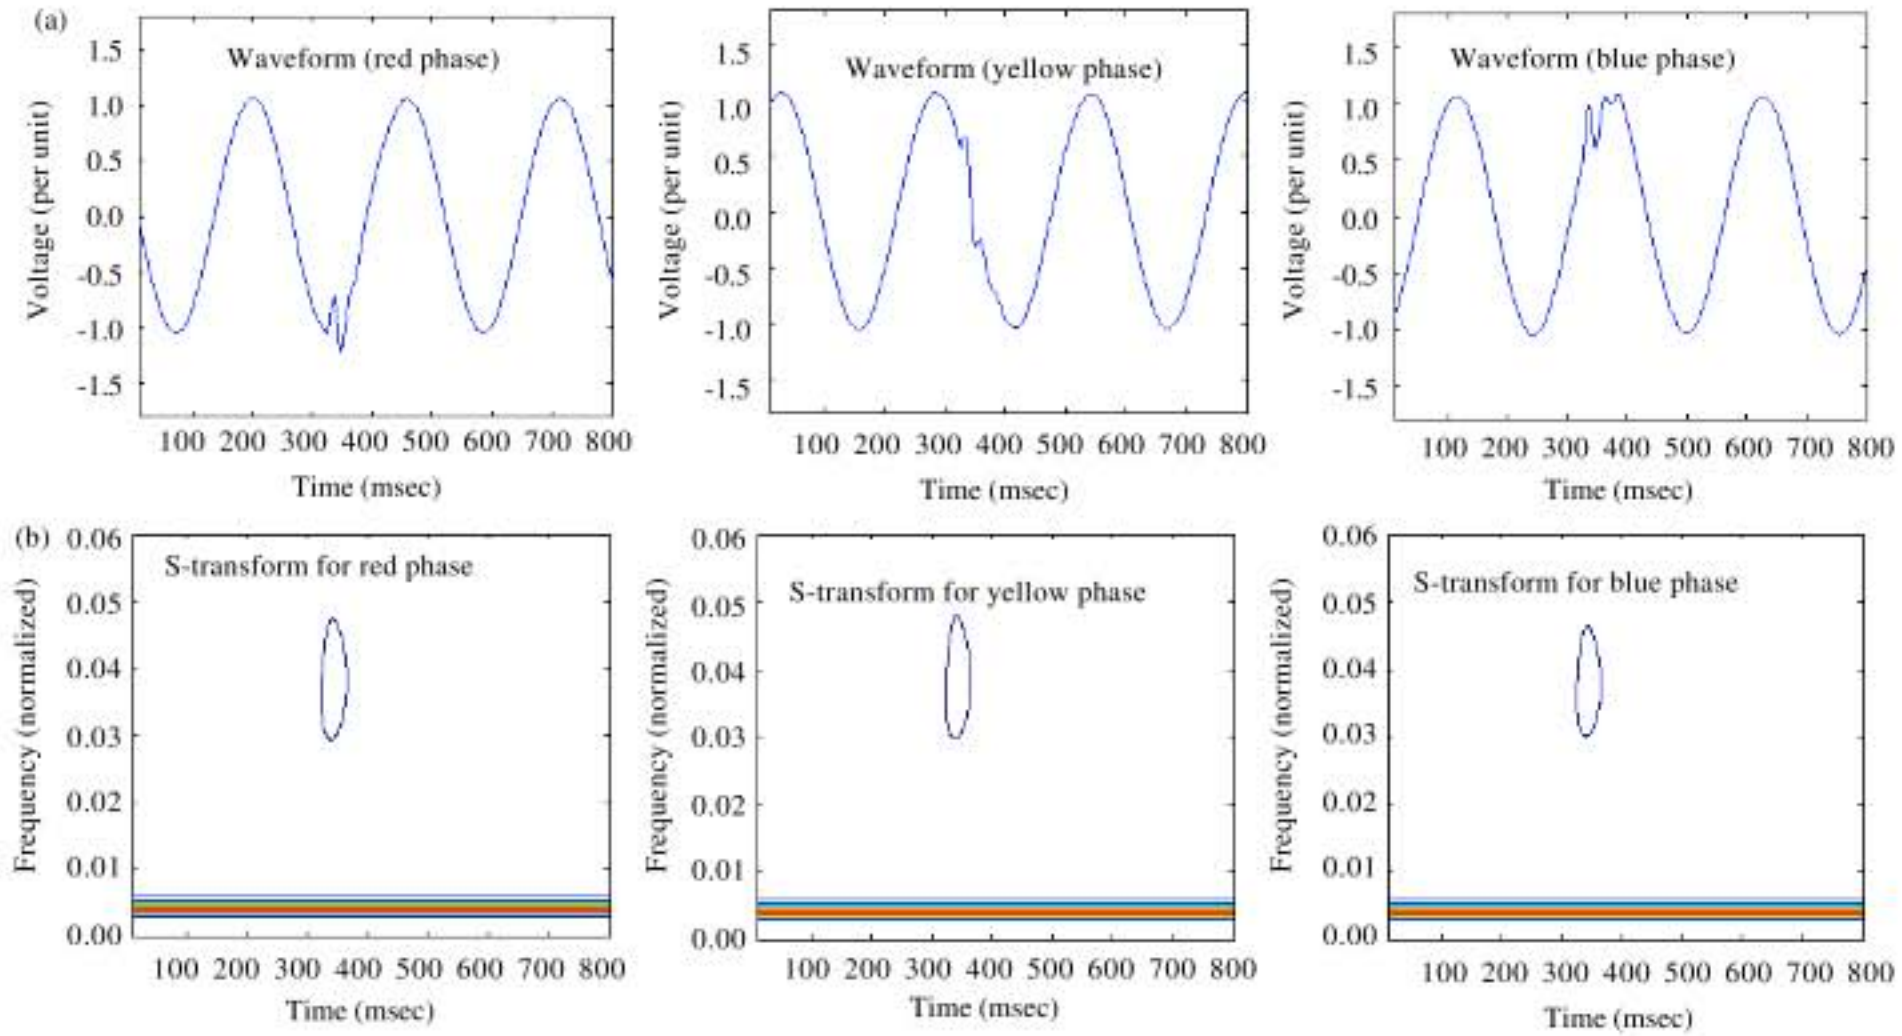 (a)
Waveform (red phase)
Voltage (per unit)
1.5
1.0
0.5
0.0
-0.5
-1.0
-1.5
100 200 300 400 500 600 700 800
Time (msec)
Waveform (yellow phase)
Voltage (per unit)
1.5
1.0
0.5
0.0
-0.5
-1.0
-1.5
100 200 300 400 500 600 700 800
Time (msec)
Waveform (blue phase)
Voltage (per unit)
1.5
1.0
0.5
0.0
-0.5
-1.0
-1.5
100 200 300 400 500 600 700 800
Time (msec)
(b)
S-transform for red phase
Frequency (normalized)
0.06
0.05
0.04
0.03
0.02
0.01
0.00
100 200 300 400 500 600 700 800
Time (msec)
S-transform for yellow phase
Frequency (normalized)
0.06
0.05
0.04
0.03
0.02
0.01
0.00
100 200 300 400 500 600 700 800
Time (msec)
S-transform for blue phase
Frequency (normalized)
0.06
0.05
0.04
0.03
0.02
0.01
0.00
100 200 300 400 500 600 700 800
Time (msec)